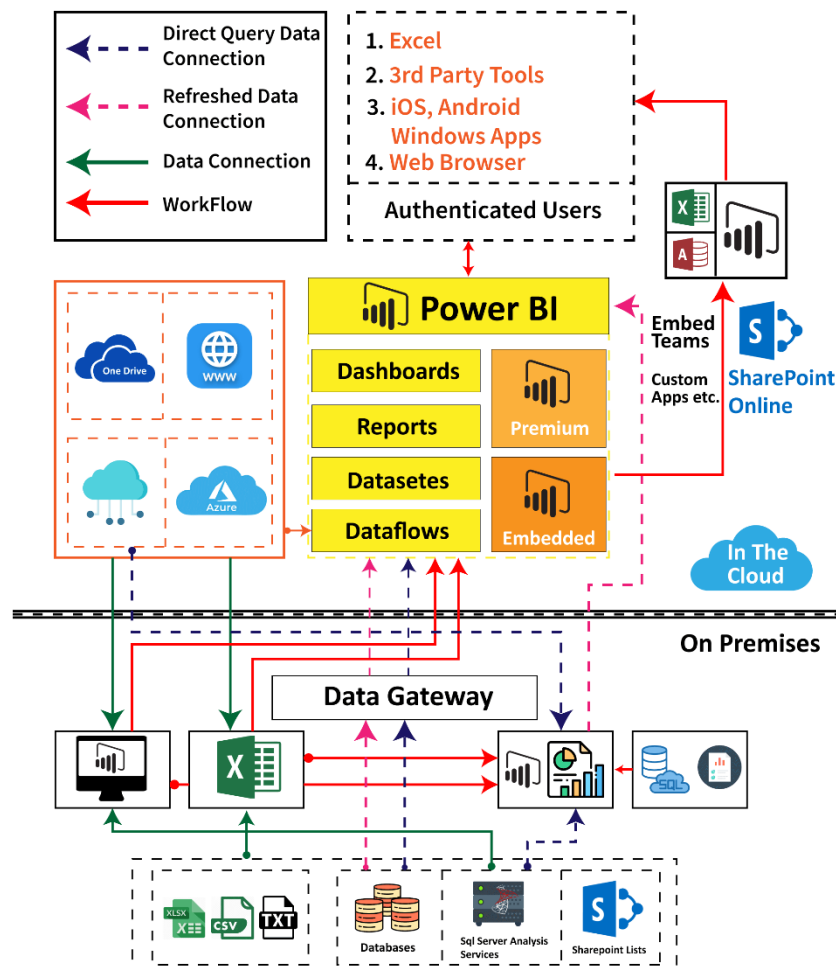 Direct Query Data
Connection
Refreshed Data
Connection
Data Connection
WorkFlow
1. Excel
2. 3rd Party Tools
3. iOS, Android
Windows Apps
4. Web Browser
Authenticated Users
X
A
One Drive
WWW
Azure
Power BI
Dashboards
Reports
Datasetes
Dataflows
Premium
Embedded
Embed
Teams
Custom
Apps etc.
S
SharePoint
Online
In The
Cloud
On Premises
Data Gateway
X
SQL
XLSX
X
CSV
TXT
Databases
Sql Server Analysis
Services
S
Sharepoint Lists